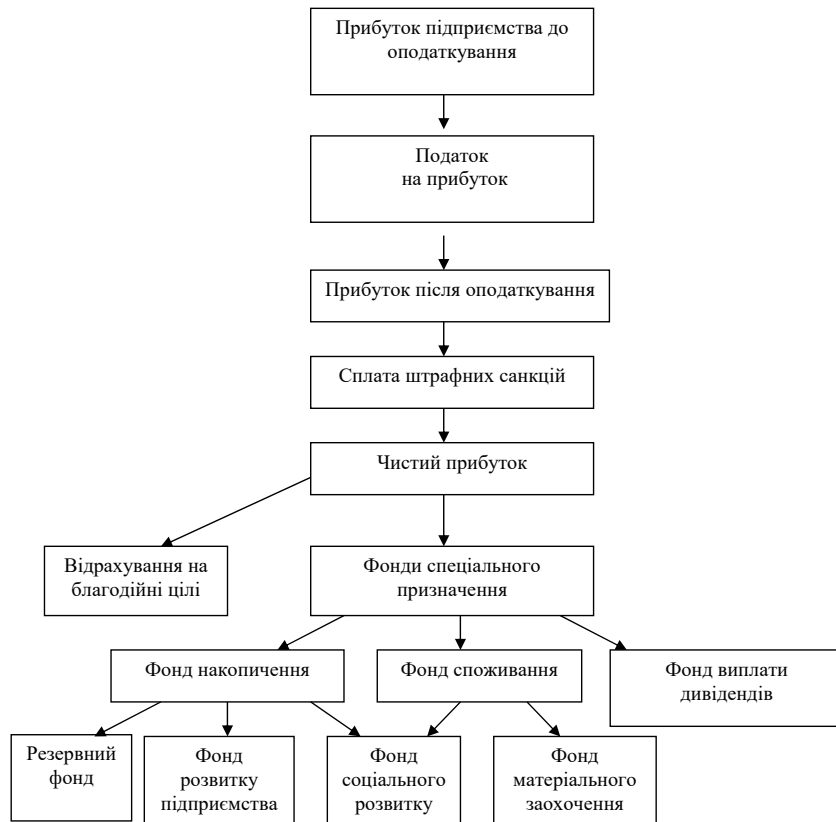 Прибуток підприємства до
оподаткування
Податок
на прибуток
Прибуток після оподаткування
Сплата штрафних санкцій
Чистий прибуток
Відрахування на
благодійні цілі
Фонди спеціального
призначення
Фонд накопичення
Фонд споживання
Фонд виплати
дивідендів
Резервний
фонд
Фонд
розвитку
підприємства
Фонд
соціального
розвитку
Фонд
матеріального
заохочення